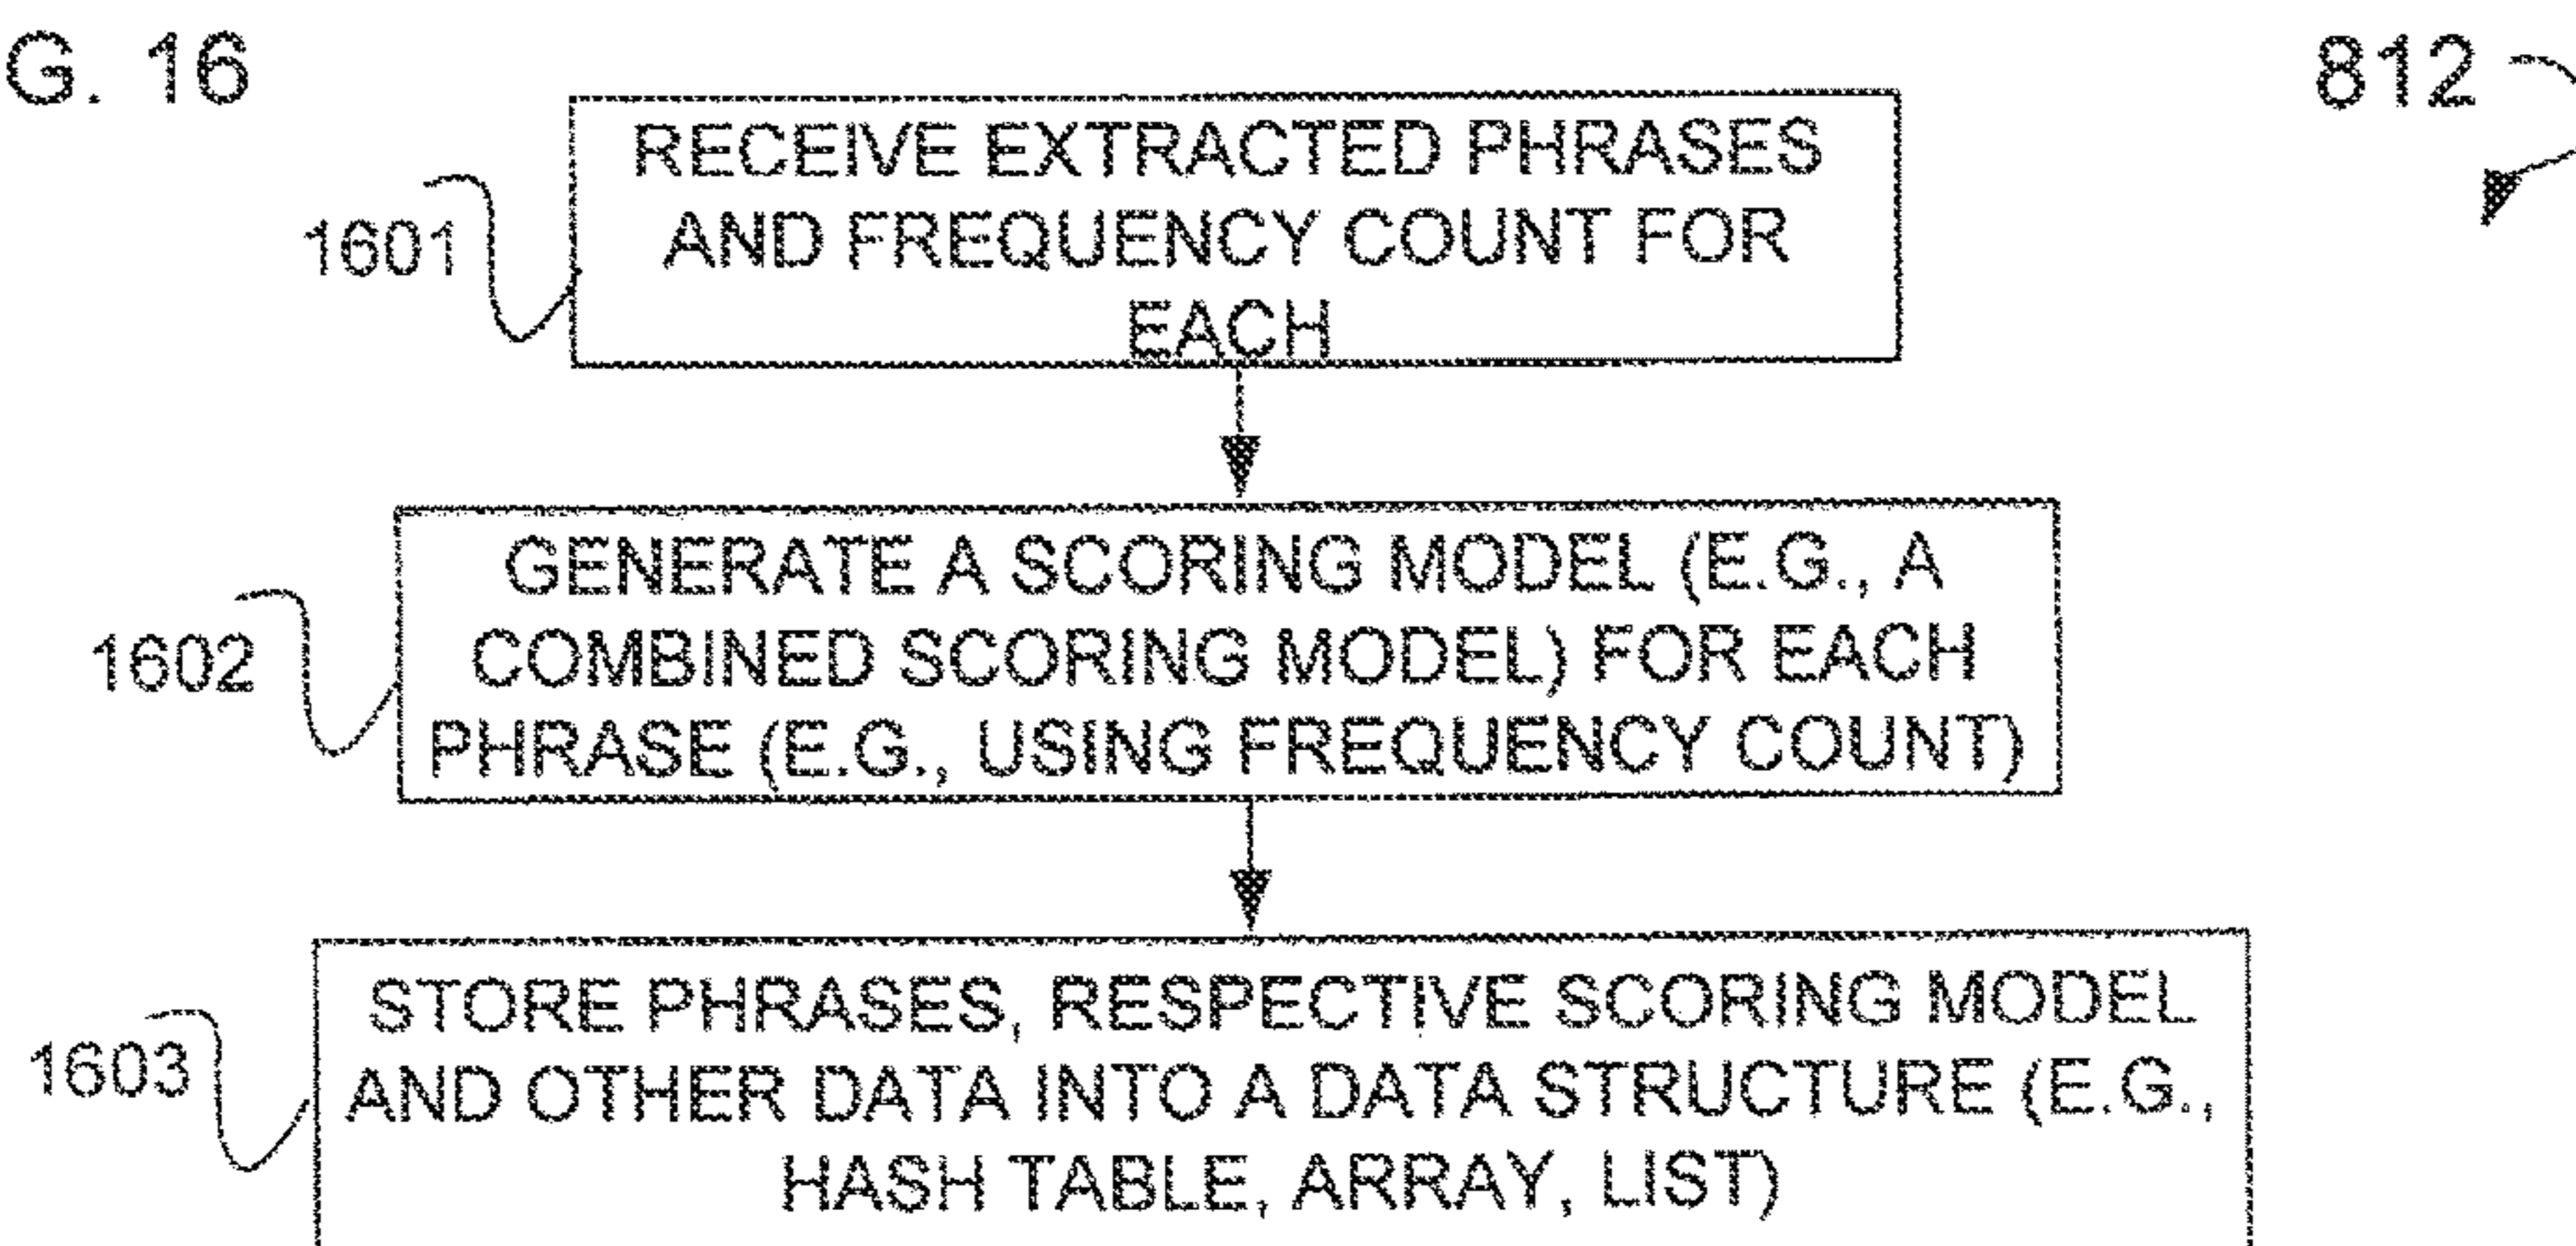 G. 16
812
RECEIVE EXTRACTED PHRASES
AND FREQUENCY COUNT FOR
EACH
1601
GENERATE A SCORING MODEL (E.G., A
COMBINED SCORING MODEL) FOR EACH
PHRASE (E.G., USING FREQUENCY COUNT)
1602
STORE PHRASES, RESPECTIVE SCORING MODEL
AND OTHER DATA INTO A DATA STRUCTURE (E.G.,
HASH TABLE, ARRAY, LIST)
1603